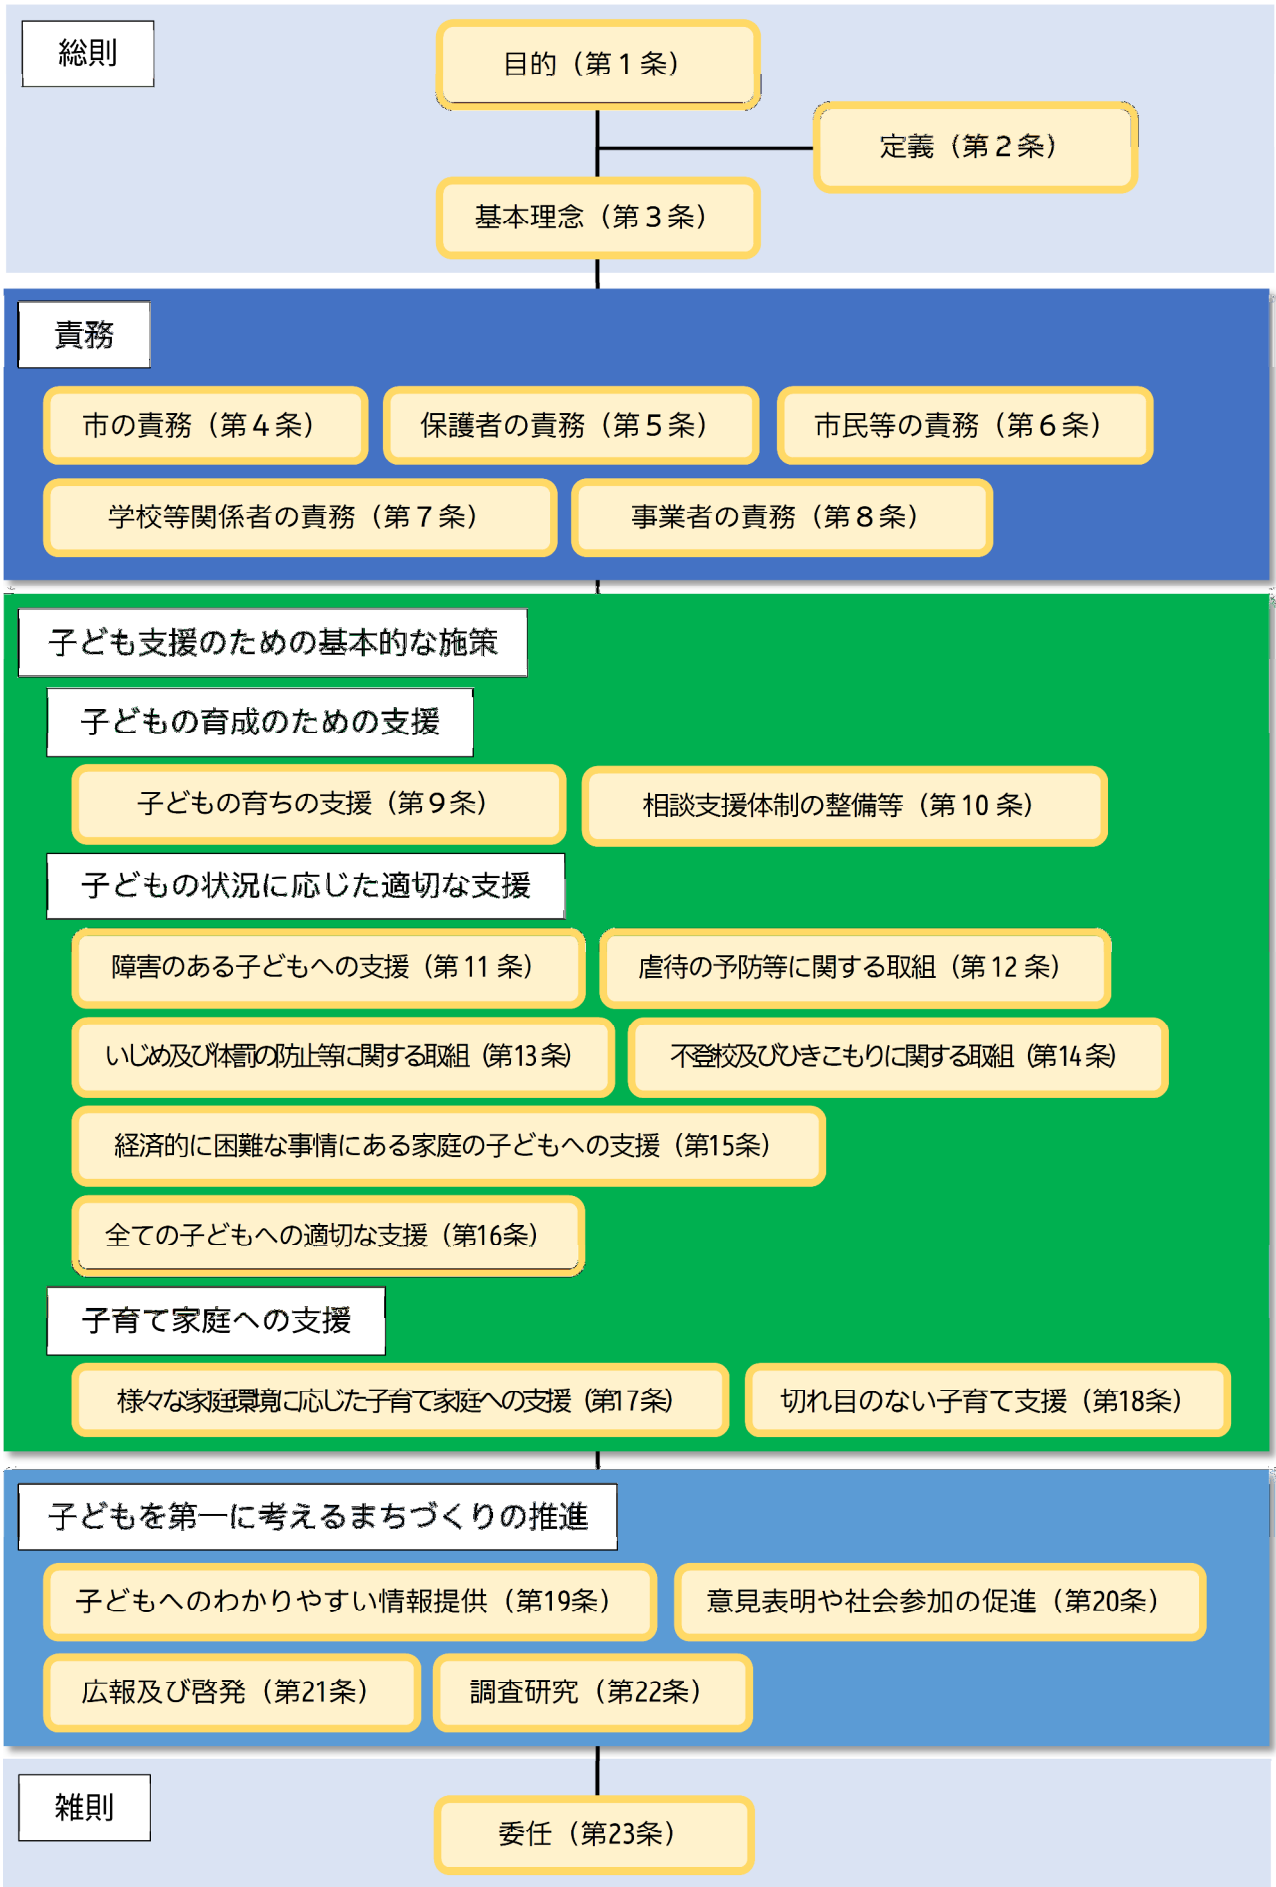 総則
目的（第１条）
定義（第２条）
基本理念（第３条）
責務
市の責務（第４条）
保護者の責務（第５条）
市民等の責務（第６条）
学校等関係者の責務（第７条）
事業者の責務（第８条）
子ども支援のための基本的な施策
子どもの育成のための支援
子どもの育ちの支援（第９条）
相談支援体制の整備等（第10条）
子どもの状況に応じた適切な支援
障害のある子どもへの支援（第11条）
虐待の予防等に関する取組（第12条）
いじめ及び体罰の防止等に関する取組（第13条）
不登校及びひきこもりに関する取組（第14条）
経済的に困難な事情にある家庭の子どもへの支援（第15条）
全ての子どもへの適切な支援（第16条）
子育て家庭への支援
様々な家庭環境に応じた子育て家庭への支援（第17条）
切れ目のない子育て支援（第18条）
子どもを第一に考えるまちづくりの推進
子どもへのわかりやすい情報提供（第19条）
意見表明や社会参加の促進（第20条）
広報及び啓発（第21条）
調査研究（第22条）
雑則
委任（第23条）